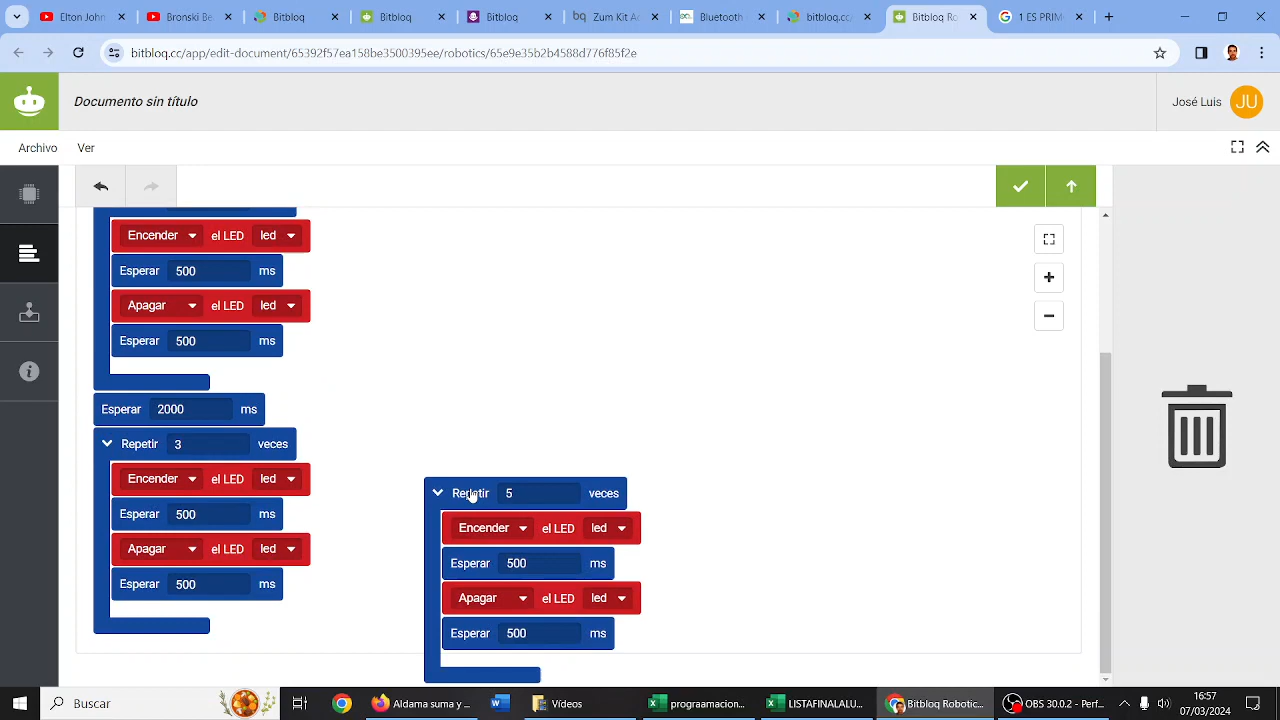 Elton John
Bronski Be
Bitbloq
Bitbloq
Bitbloq
Zum Kit A
Bluetooth
bitbloq.cc
Bitbloq Ro
1 ES PRIM
bitbloq.cc/app/edit-document/65392f57ea158be3500395ee/robotics/65e9e35b2b4588d776f85f2e
Documento sin título
José Luis JU
Archivo Ver
Encender el LED led
Esperar 500 ms
Apagar el LED led
Esperar 500 ms
Esperar 2000 ms
Repetir 3 veces
Encender el LED led
Esperar 500 ms
Apagar el LED led
Esperar 500 ms
Repetir 5 veces
Encender el LED led
Esperar 500 ms
Apagar el LED led
Esperar 500 ms
Buscar
Aldama suma y ...
Vídeos
prograamacion...
LISTAFINALALU...
Bitbloq Robotic...
OBS 30.0.2 - Perf...
16:57
07/03/2024